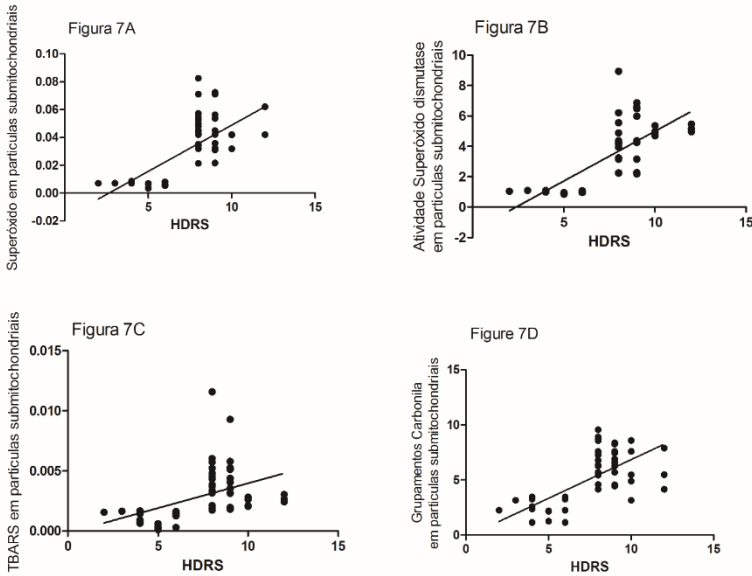 Figura 7A
Superóxido em partículas submitochondriais
0.10
0.08
0.06
0.04
0.02
0.00
-0.02
5
10
15
HDRS
Figura 7B
Atividade Superóxido dismutase
em partículas submitochondriais
10
8
6
4
2
0
-2
5
10
15
HDRS
Figura 7C
TBARS em partículas submitochondriais
0.015
0.010
0.005
0.000
0
5
10
15
HDRS
Figure 7D
Grupamentos Carbonila
em partículas submitochondriais
15
10
5
0
0
5
10
15
HDRS